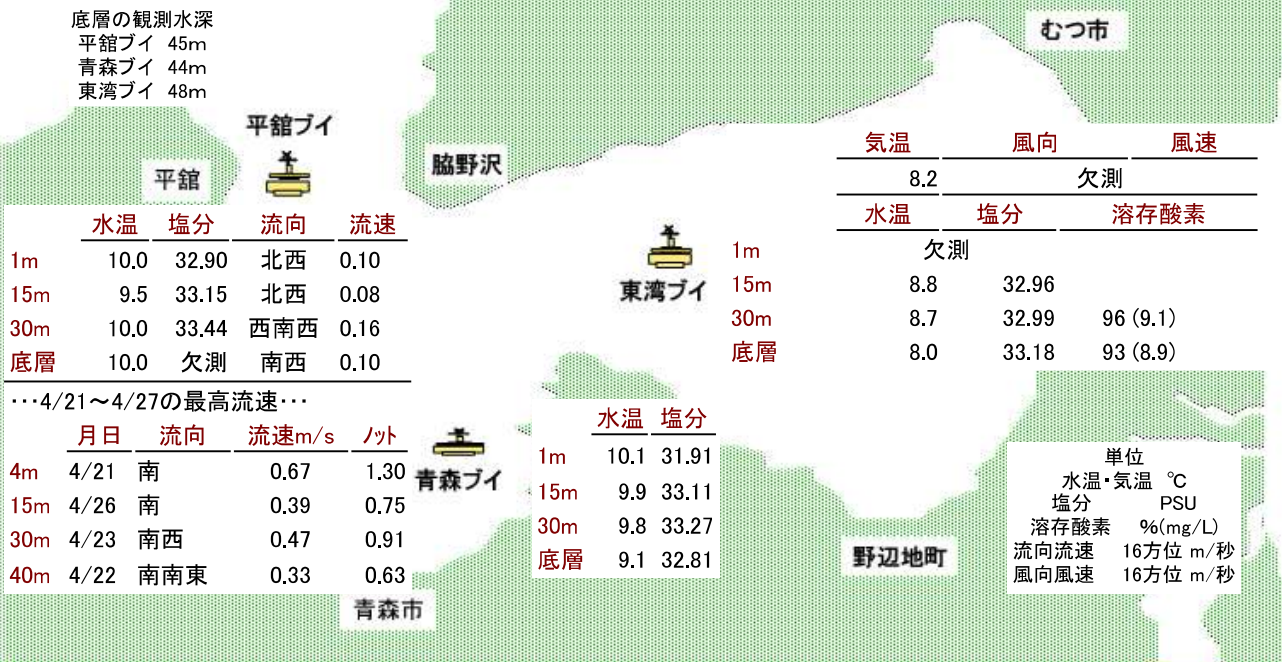 底層の観測水深
平舘ブイ 45m
青森ブイ 44m
東湾ブイ 48m
むつ市
平舘ブイ
平舘
脇野沢
気温 風向 風速
8.2 欠測
水温 塩分 溶存酸素
1m 欠測
15m 8.8 32.96
30m 8.7 32.99 96 (9.1)
底層 8.0 33.18 93 (8.9)
東湾ブイ
水温 塩分 流向 流速
1m 10.0 32.90 北西 0.10
15m 9.5 33.15 北西 0.08
30m 10.0 33.44 西南西 0.16
底層 10.0 欠測 南西 0.10
･･･4/21～4/27の最高流速･･･
月日 流向 流速m/s ノット
4m 4/21 南 0.67 1.30
15m 4/26 南 0.39 0.75
30m 4/23 南西 0.47 0.91
40m 4/22 南南東 0.33 0.63
青森ブイ
水温 塩分
1m 10.1 31.91
15m 9.9 33.11
30m 9.8 33.27
底層 9.1 32.81
単位
水温・気温 ℃
塩分 PSU
溶存酸素 %(mg/L)
流向流速 16方位 m/秒
風向風速 16方位 m/秒
野辺地町
青森市